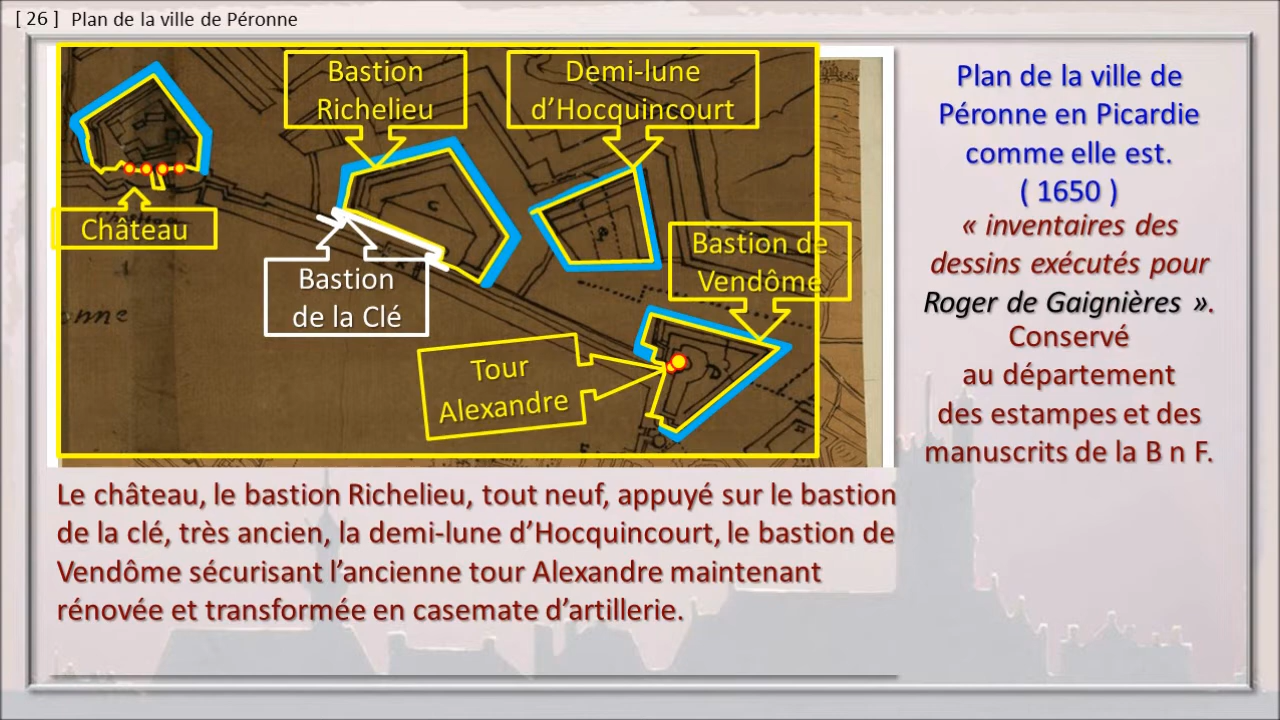 [ 26 ] Plan de la ville de Péronne
Bastion
Richelieu
Demi-lune
d’Hocquincourt
Château
Bastion
de la Clé
Bastion de
Vendôme
Tour
Alexandre
C
D
onne
Plan de la ville de
Péronne en Picardie
comme elle est.
( 1650 )
« inventaires des
dessins exécutés pour
Roger de Gaignières ».
Conservé
au département
des estampes et des
manuscrits de la B n F.
Le château, le bastion Richelieu, tout neuf, appuyé sur le bastion
de la clé, très ancien, la demi-lune d’Hocquincourt, le bastion de
Vendôme sécurisant l’ancienne tour Alexandre maintenant
rénovée et transformée en casemate d’artillerie.